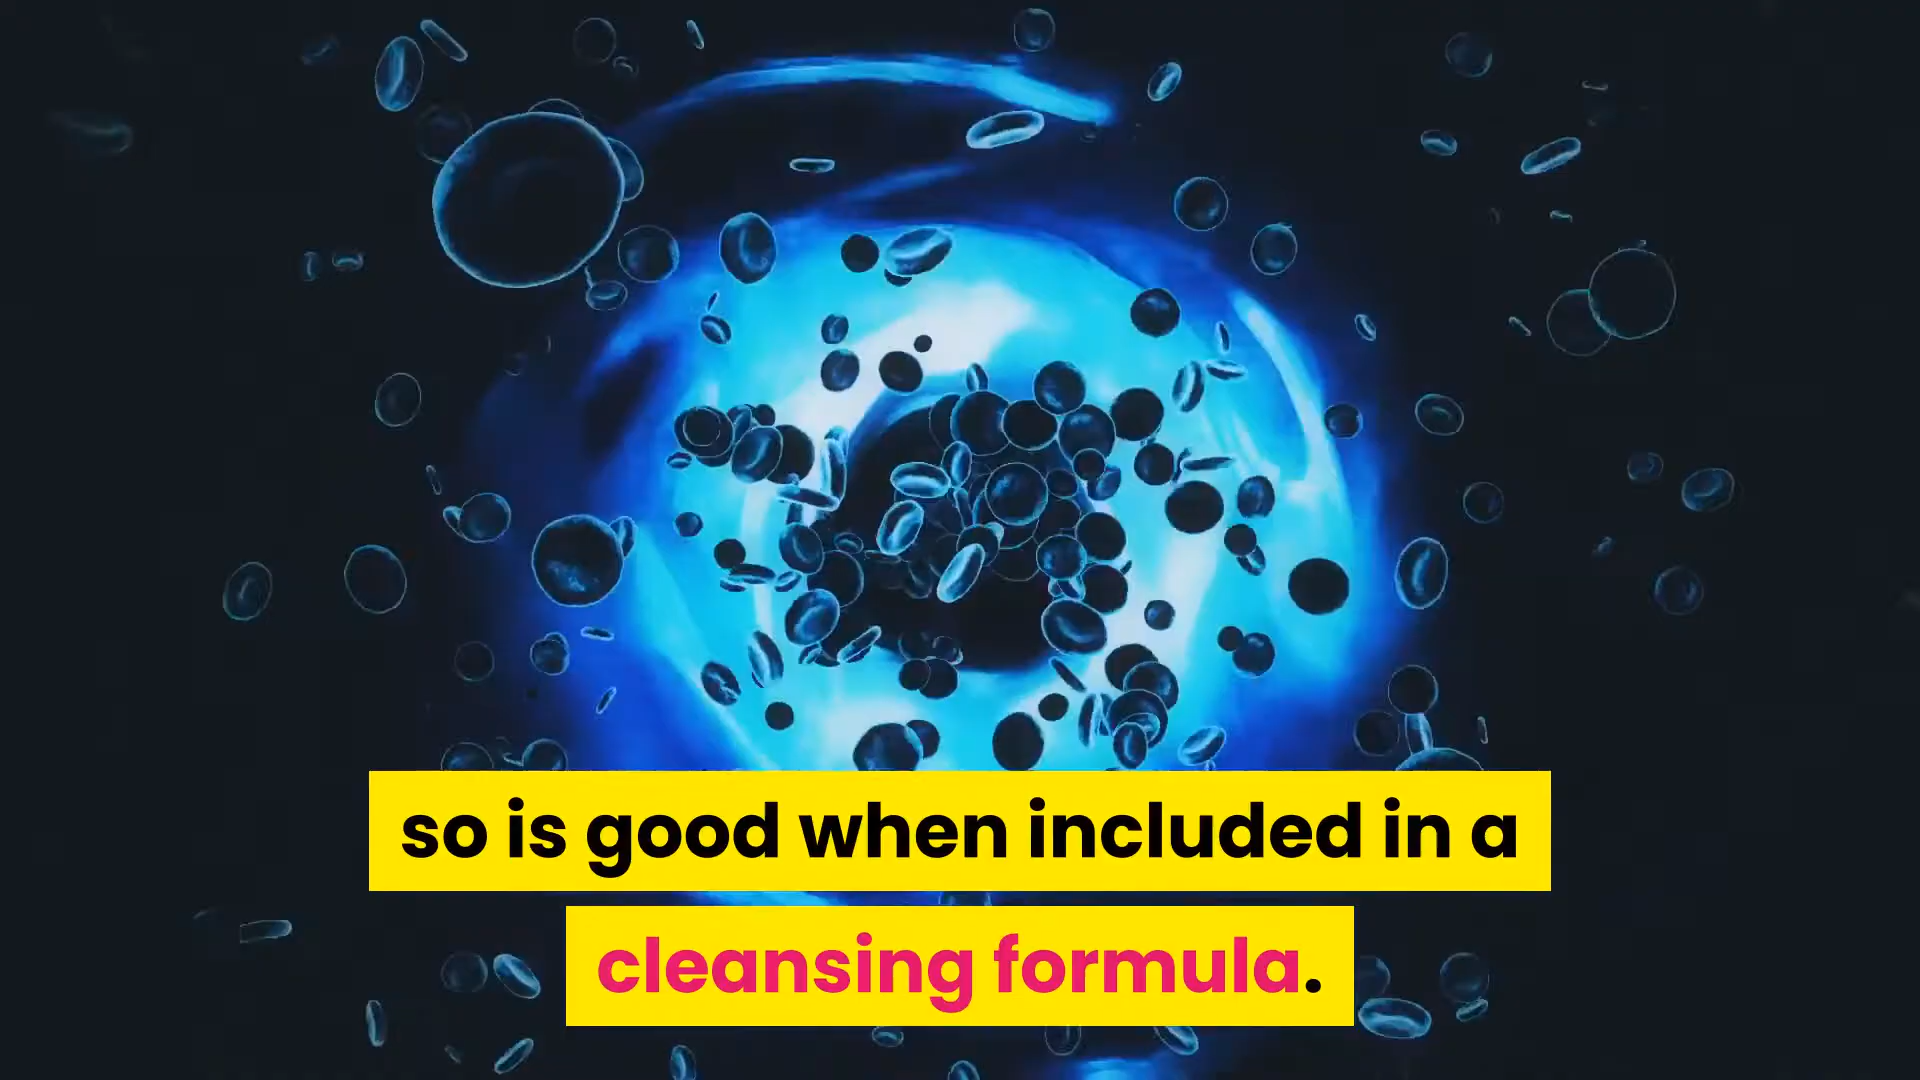 so is good when included in a
cleansing formula.